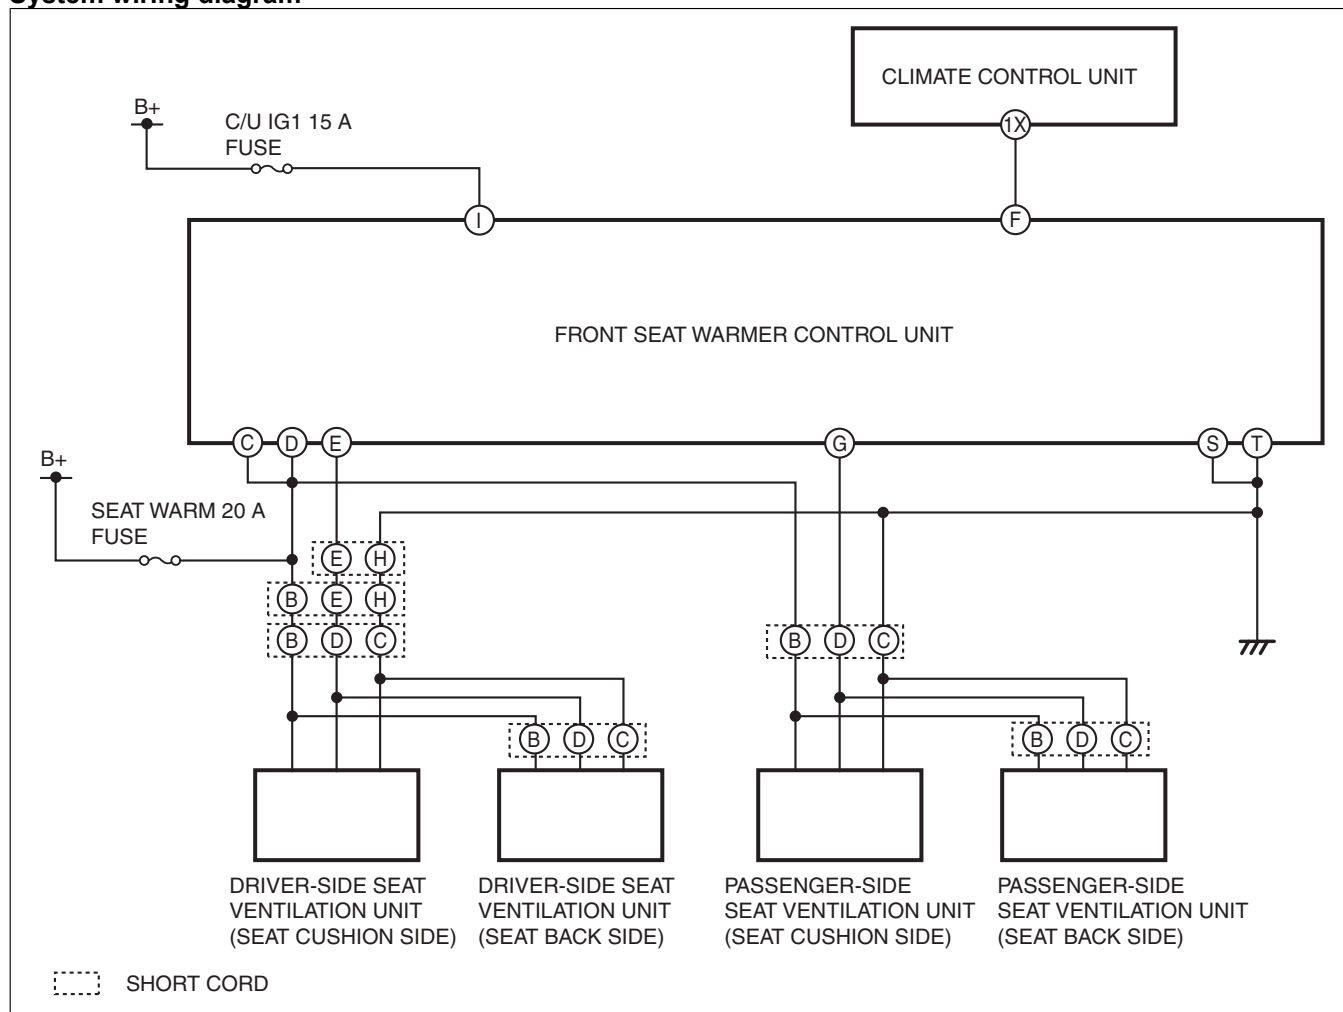 System wiring diagram
CLIMATE CONTROL UNIT
B+
C/U IG1 15 A
FUSE
1X
I
F
FRONT SEAT WARMER CONTROL UNIT
C D E G S T
B+
SEAT WARM 20 A
FUSE
E H
B E H
B D C
B D C
B D C
B D C
DRIVER-SIDE SEAT
VENTILATION UNIT
(SEAT CUSHION SIDE)
DRIVER-SIDE SEAT
VENTILATION UNIT
(SEAT BACK SIDE)
PASSENGER-SIDE
SEAT VENTILATION UNIT
(SEAT CUSHION SIDE)
PASSENGER-SIDE
SEAT VENTILATION UNIT
(SEAT BACK SIDE)
SHORT CORD